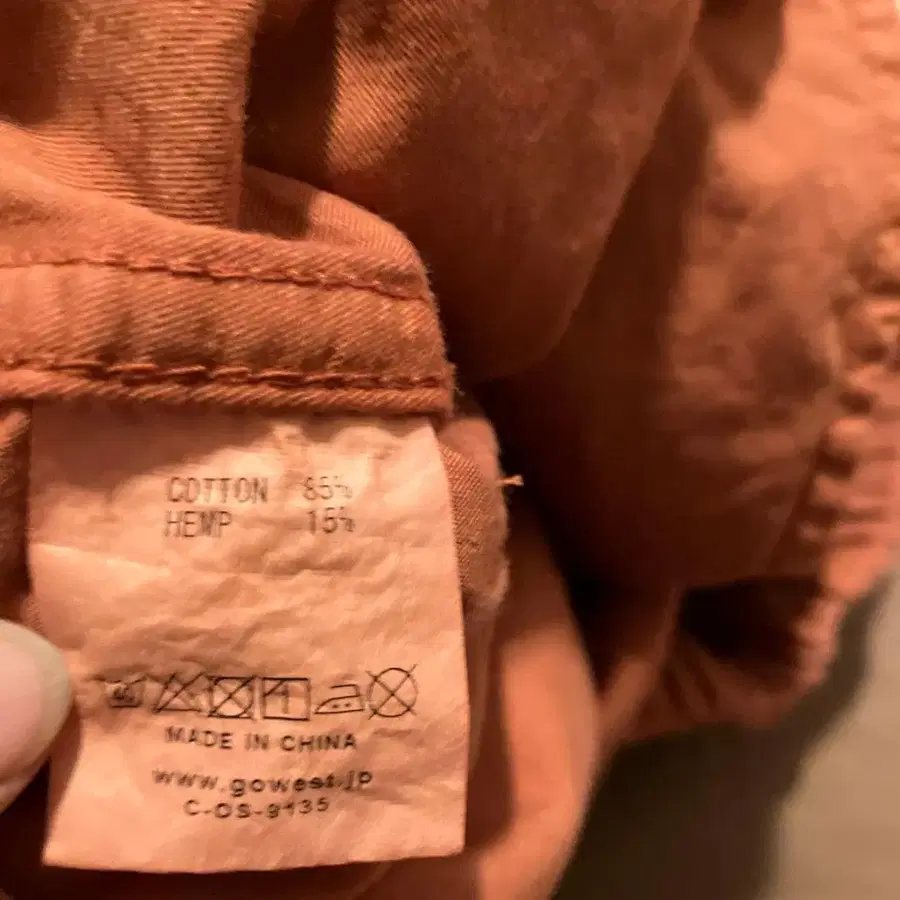 COTTON 85%
HEMP 15%
MADE IN CHINA
www.gowest.jp
C-OS-9135